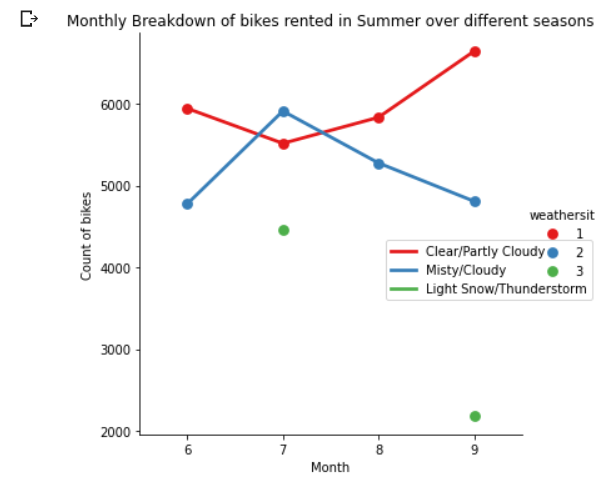 Monthly Breakdown of bikes rented in Summer over different seasons
6000
5000
4000
3000
2000
Count of bikes
6 7 8 9
Month
weathersit
1
2
3
Clear/Partly Cloudy
Misty/Cloudy
Light Snow/Thunderstorm